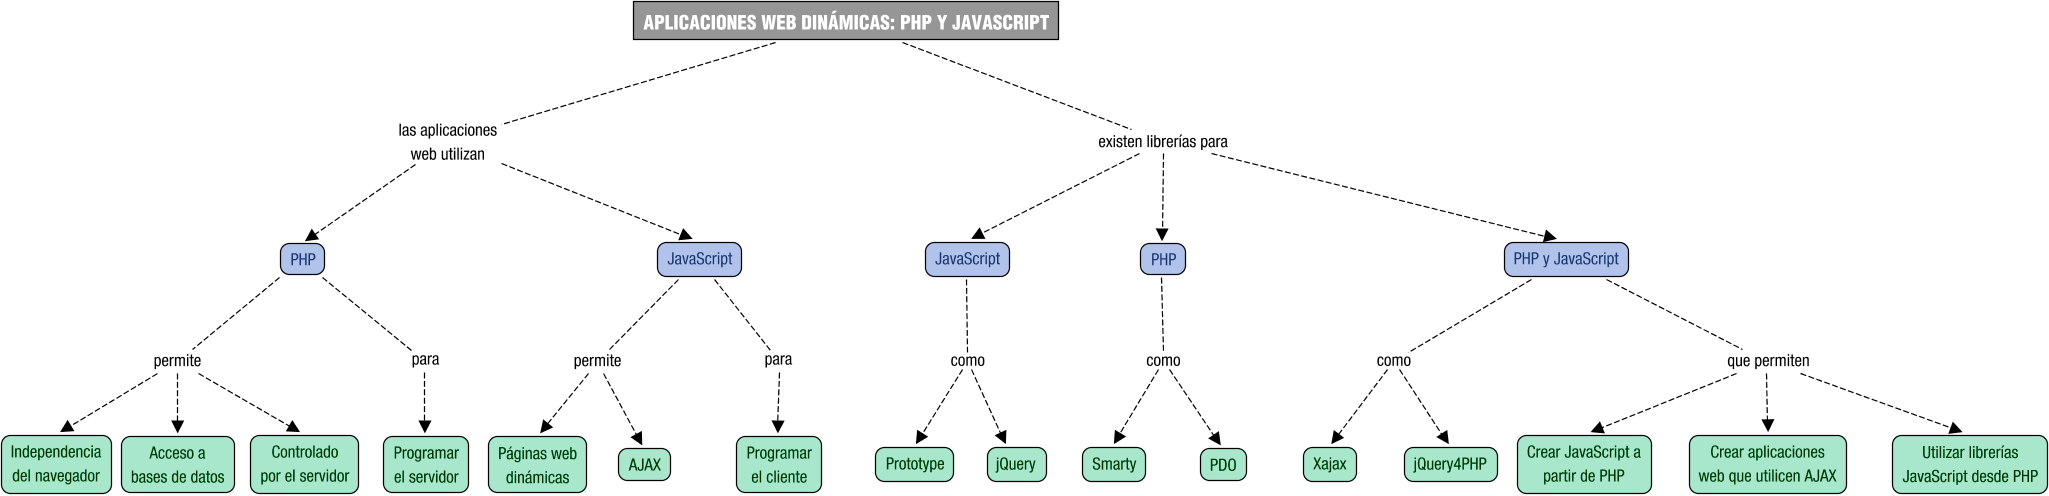 APLICACIONES WEB DINÁMICAS: PHP Y JAVASCRIPT
las aplicaciones
web utilizan
existen librerías para
PHP
JavaScript
JavaScript
PHP
PHP y JavaScript
permite
para
permite
para
como
como
como
que permiten
Independencia
del navegador
Acceso a
bases de datos
Controlado
por el servidor
Programar
el servidor
Páginas web
dinámicas
AJAX
Programar
el cliente
Prototype
jQuery
Smarty
PDO
Xajax
jQuery4PHP
Crear JavaScript a
partir de PHP
Crear aplicaciones
web que utilicen AJAX
Utilizar librerías
JavaScript desde PHP